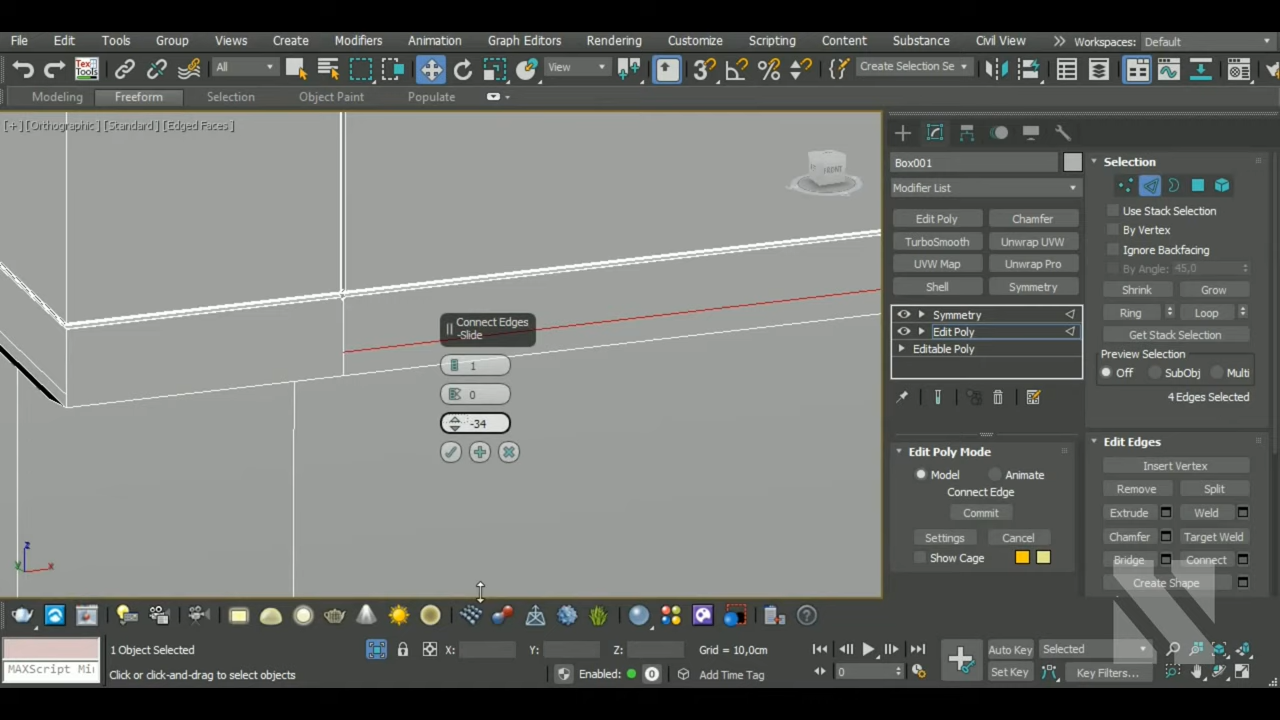 File Edit Tools Group Views Create Modifiers Animation Graph Editors Rendering Customize Scripting Content Substance Civil View Workspaces: Default
Tex Tools All View Create Selection Se
Modeling Freeform Selection Object Paint Populate
[+] [Orthographic] [Standard] [Edged Faces]
FRONT
Connect Edges
-Slide
1
0
-34
z
y x
Box001
Modifier List
Edit Poly Chamfer
TurboSmooth Unwrap UVW
UVW Map Unwrap Pro
Shell Symmetry
Symmetry
Edit Poly
Editable Poly
Edit Poly Mode
Model Animate
Connect Edge
Commit
Settings Cancel
Show Cage
Selection
Use Stack Selection
By Vertex
Ignore Backfacing
By Angle: 45,0
Shrink Grow
Ring Loop
Get Stack Selection
Preview Selection
Off SubObj Multi
4 Edges Selected
Edit Edges
Insert Vertex
Remove Split
Extrude Weld
Chamfer Target Weld
Bridge Connect
Create Shape
1 Object Selected X: Y: Z: Grid = 10,0cm Auto Key Selected
MAXScript Mi Click or click-and-drag to select objects Enabled: 0 Add Time Tag 0 Set Key Key Filters...